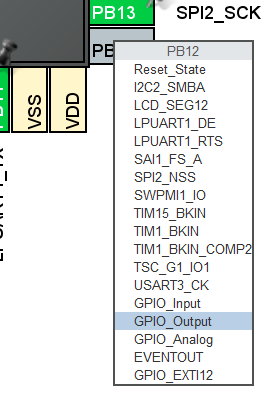 PB13
SPI2_SCK
PB
PB12
Reset_State
I2C2_SMBA
LCD_SEG12
LPUART1_DE
LPUART1_RTS
SAI1_FS_A
SPI2_NSS
SWPMI1_IO
TIM15_BKIN
TIM1_BKIN
TIM1_BKIN_COMP2
TSC_G1_IO1
USART3_CK
GPIO_Input
GPIO_Output
GPIO_Analog
EVENTOUT
GPIO_EXTI12
VSS
VDD